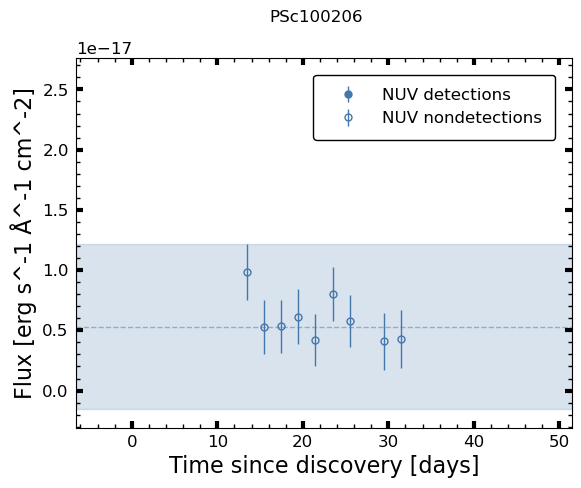 PSc100206
1e−17
NUV detections
NUV nondetections
Flux [erg s^-1 Å^-1 cm^-2]
2.5
2.0
1.5
1.0
0.5
0.0
0 10 20 30 40 50
Time since discovery [days]